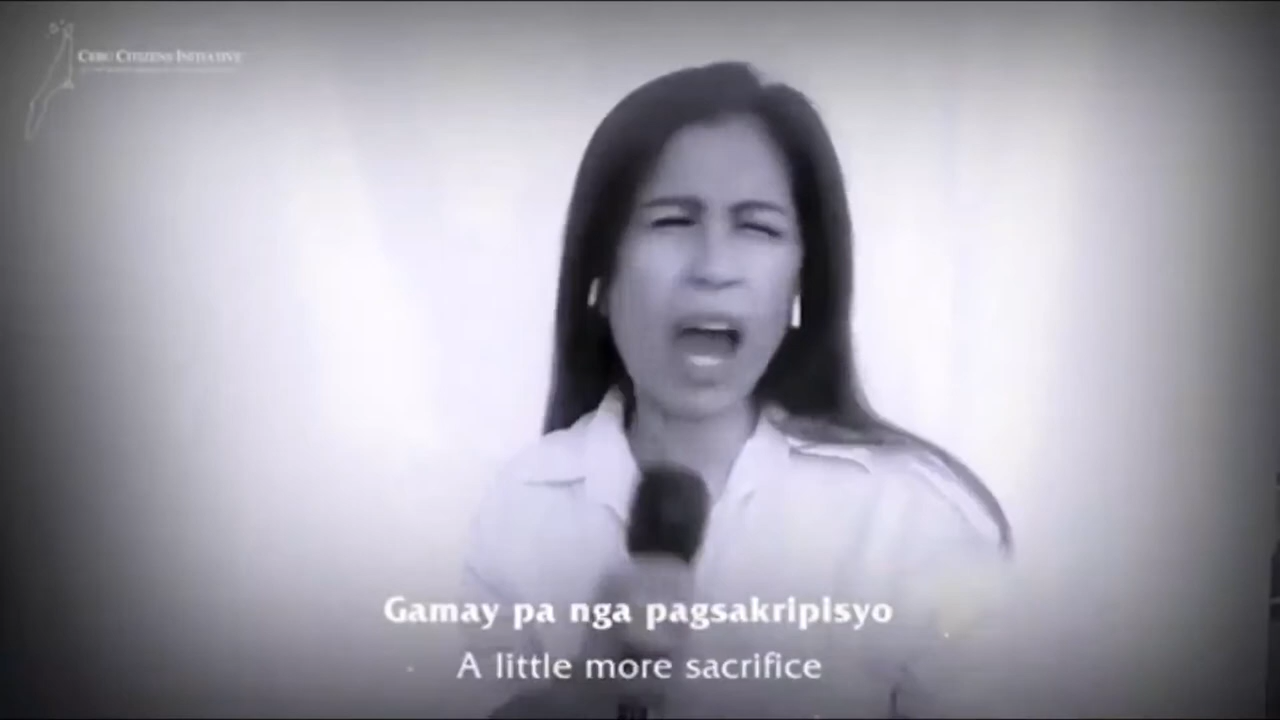 CEBU CITIZENS INITIATIVE
Gamay pa nga pagsakripisyo
A little more sacrifice